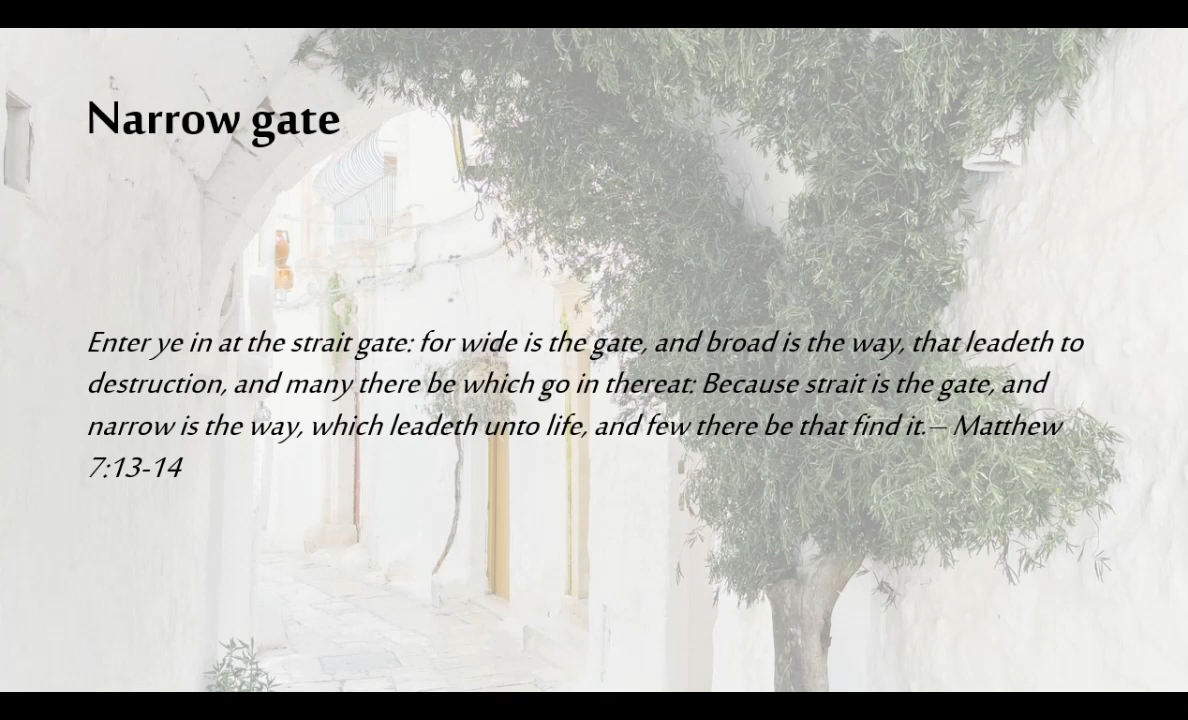 Narrow gate
Enter ye in at the strait gate: for wide is the gate, and broad is the way, that leadeth to
destruction, and many there be which go in thereat: Because strait is the gate, and
narrow is the way, which leadeth unto life, and few there be that find it.— Matthew
7:13-14